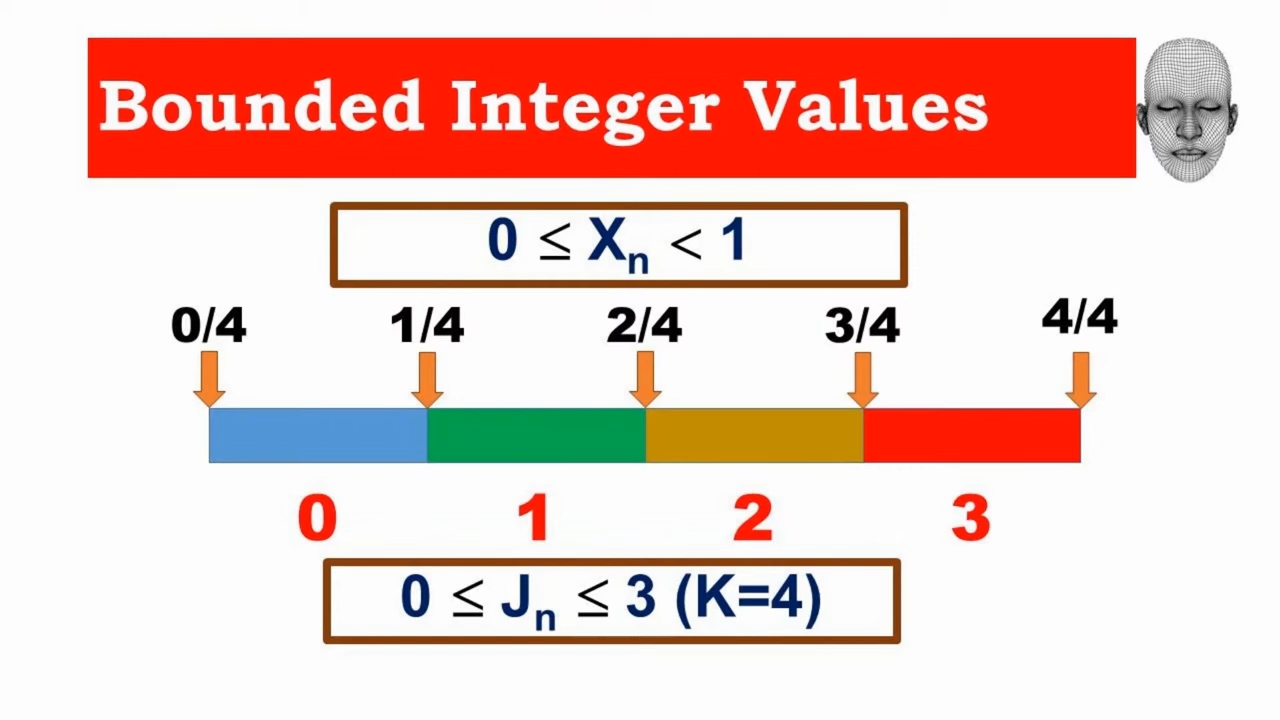 Bounded Integer Values
0 ≤ Xn < 1
0/4 1/4 2/4 3/4 4/4
0 1 2 3
0 ≤ Jn ≤ 3 (K=4)